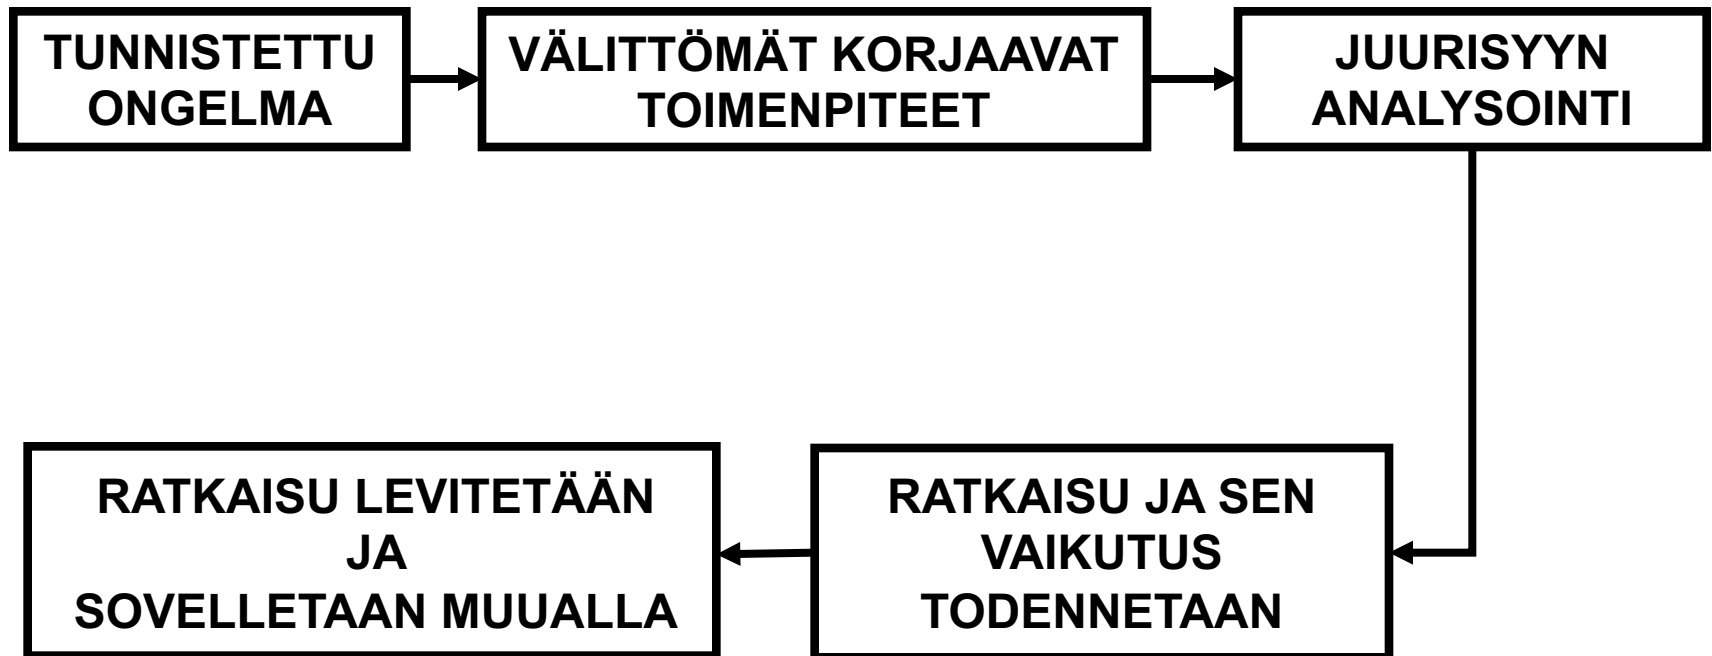 TUNNISTETTU
ONGELMA
VÄLITTÖMÄT KORJAAVAT
TOIMENPITEET
JUURISYYN
ANALYSOINTI
RATKAISU LEVITETÄÄN
JA
SOVELLETAAN MUUALLA
RATKAISU JA SEN
VAIKUTUS
TODENNETAAN